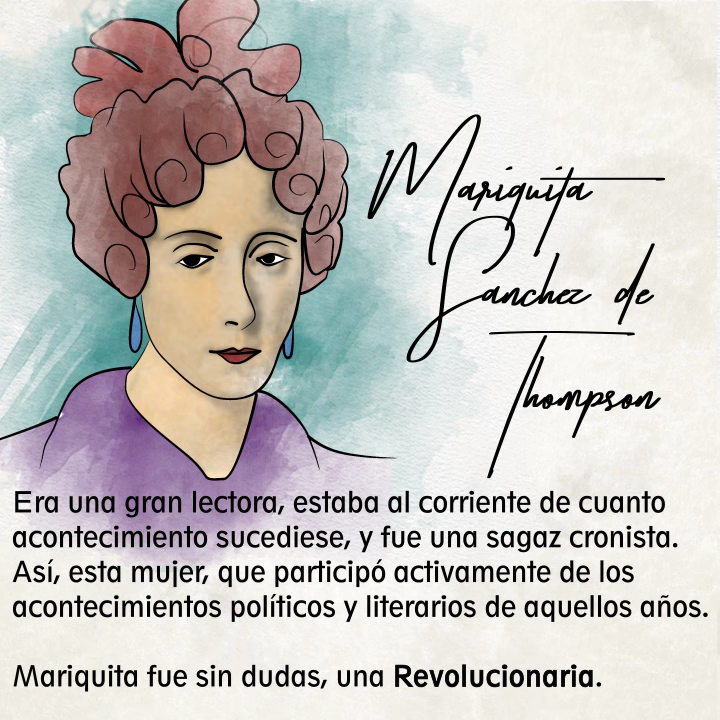 Mariquita
Sanchez de
Thompson
Era una gran lectora, estaba al corriente de cuanto
acontecimiento sucediese, y fue una sagaz cronista.
Así, esta mujer, que participó activamente de los
acontecimientos políticos y literarios de aquellos años.
Mariquita fue sin dudas, una Revolucionaria.